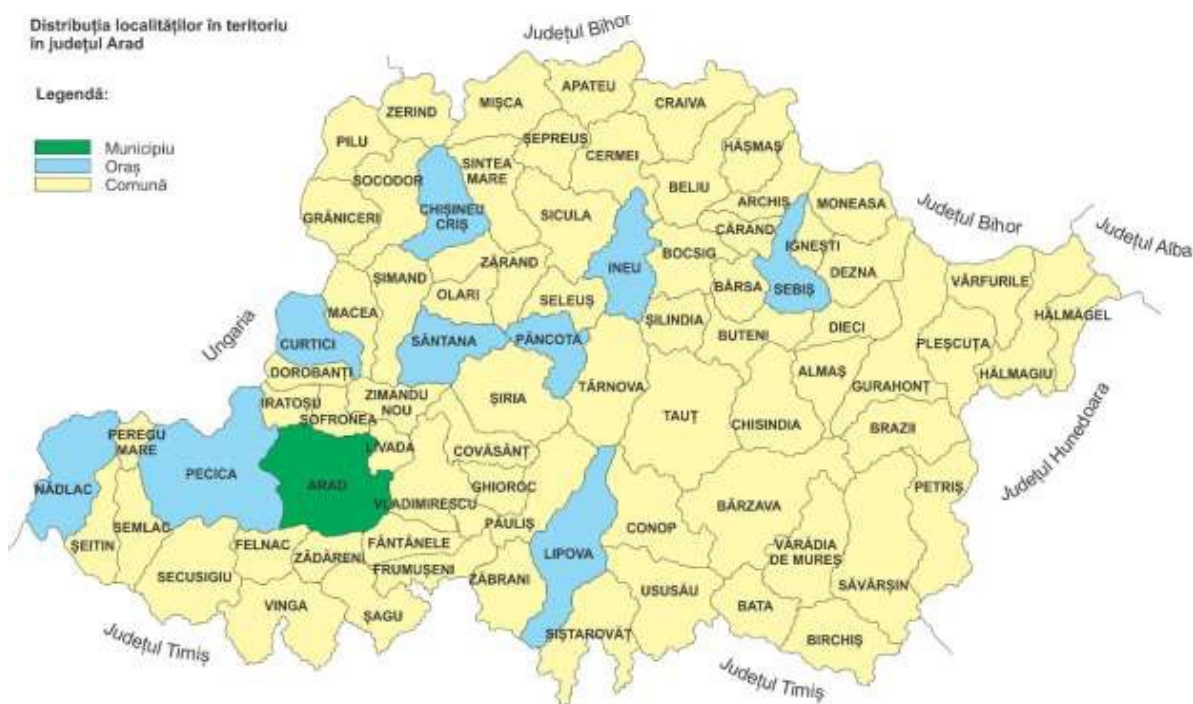 Distribuția localităților în teritoriu
în județul Arad
Legendă:
Municipiu
Oraș
Comună
Județul Bihor
Județul Bihor
Județul Alba
Județul Hunedoara
Județul Timiș
Județul Timiș
Ungaria
ZERIND
MIȘCA
APATEU
CRAIVA
PILU
ȘEPREUȘ
CERMEI
HĂȘMAȘ
SOCODOR
SINTEA
MARE
BELIU
ARCHIȘ
MONEASA
GRĂNICERI
CHIȘINEU
CRIȘ
SICULA
CĂRAND
IGNEȘTI
ZĂRAND
INEU
BOCSIG
DEZNA
ȘIMAND
OLARI
SELEUȘ
BÂRSA
SEBIȘ
VÂRFURILE
MACEA
ȘILINDIA
BUTENI
DIECI
HĂLMĂGEL
CURTICI
SÂNTANA
PÂNCOTA
PLEȘCUȚA
DOROBANȚI
ALMAȘ
HĂLMAGIU
TÂRNOVA
GURAHONȚ
IRATOȘU
ZIMANDU
NOU
ȘIRIA
SOFRONEA
TAUȚ
CHISINDIA
BRAZII
PEREGU
MARE
LIVADA
COVĂSÂNȚ
PECICA
ARAD
GHIOROC
PETRIȘ
NĂDLAC
VLADIMIRESCU
BÂRZAVA
SEMLAC
PĂULIȘ
CONOP
ȘEITIN
FELNAC
FÂNTÂNELE
LIPOVA
VĂRĂDIA
DE MUREȘ
ZĂDĂRENI
FRUMUȘENI
SECUSIGIU
ZĂBRANI
SĂVÂRȘIN
USUSĂU
VINGA
ȘAGU
BATA
ȘIȘTAROVĂȚ
BIRCHIȘ